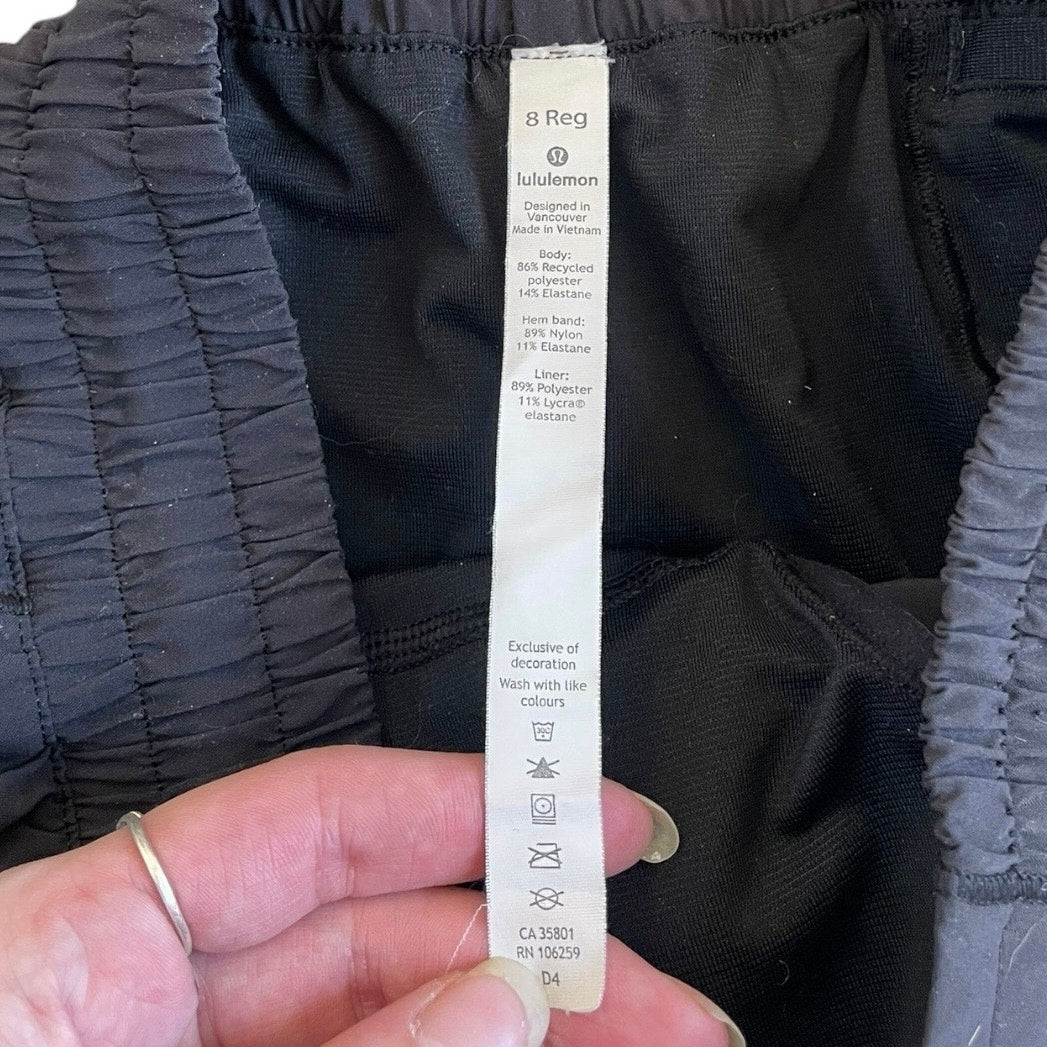 8 Reg
lululemon
Designed in
Vancouver
Made in Vietnam
Body:
86% Recycled
polyester
14% Elastane
Hem band:
89% Nylon
11% Elastane
Liner:
89% Polyester
11% Lycra®
elastane
Exclusive of
decoration
Wash with like
colours
30C
CA 35801
RN 106259
D4